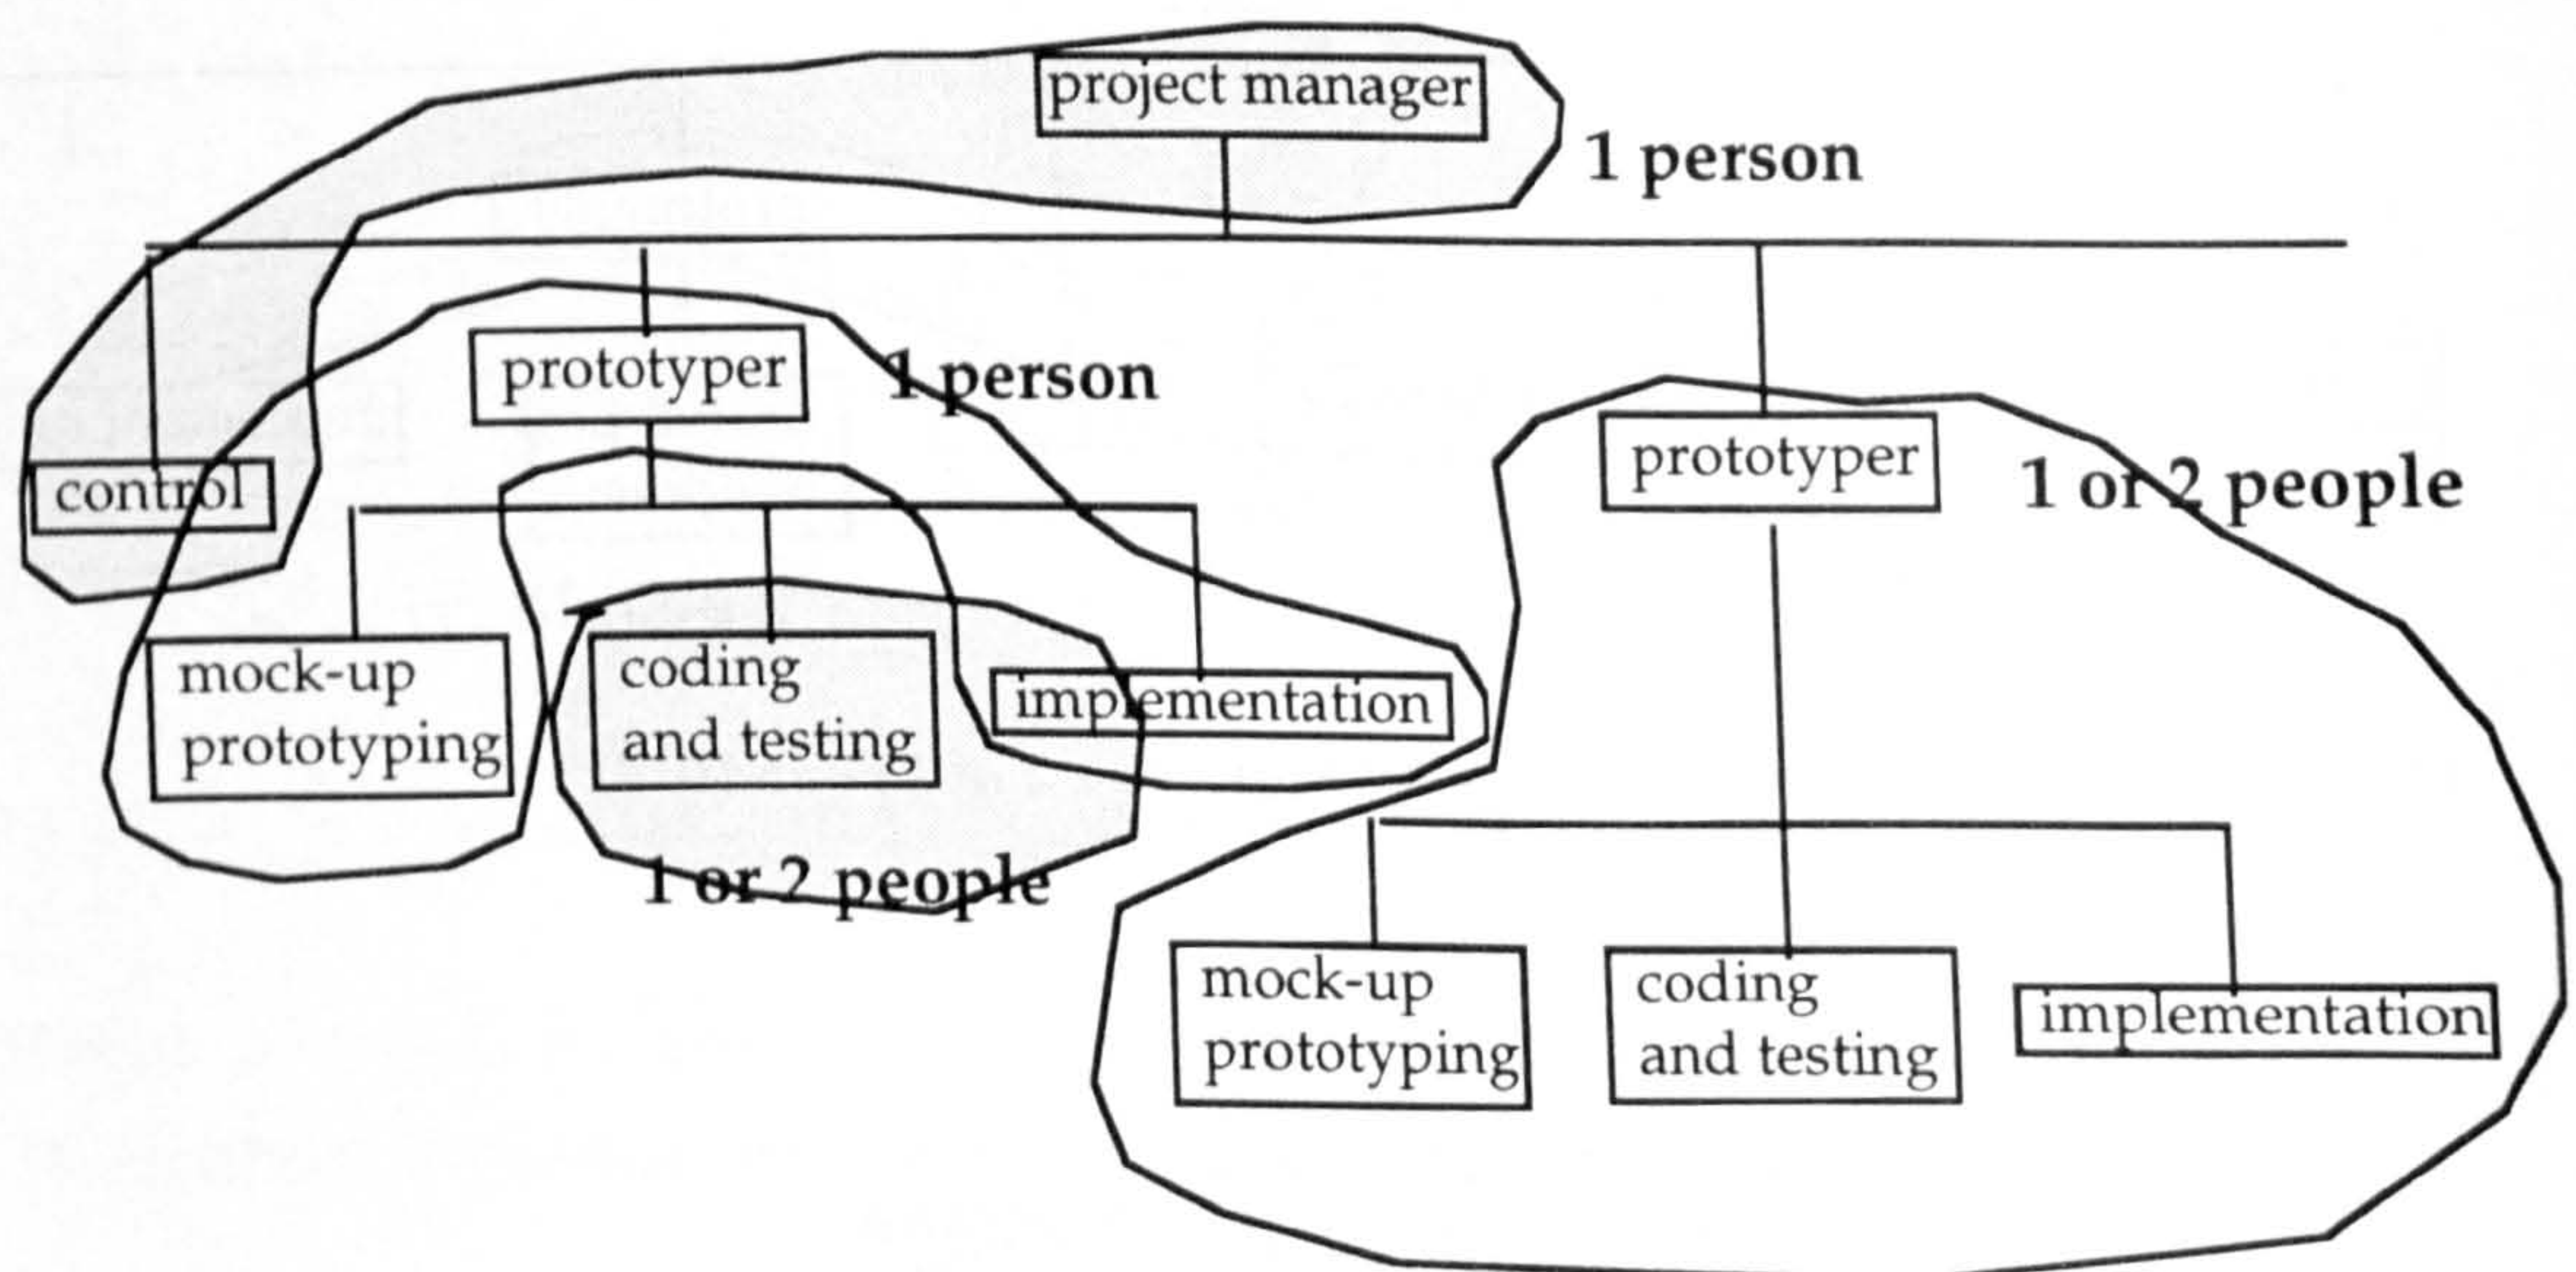 project manager
1 person
prototyper
1 person
control
prototyper
1 or 2 people
mock-up
prototyping
coding
and testing
implementation
1 or 2 people
mock-up
prototyping
coding
and testing
implementation